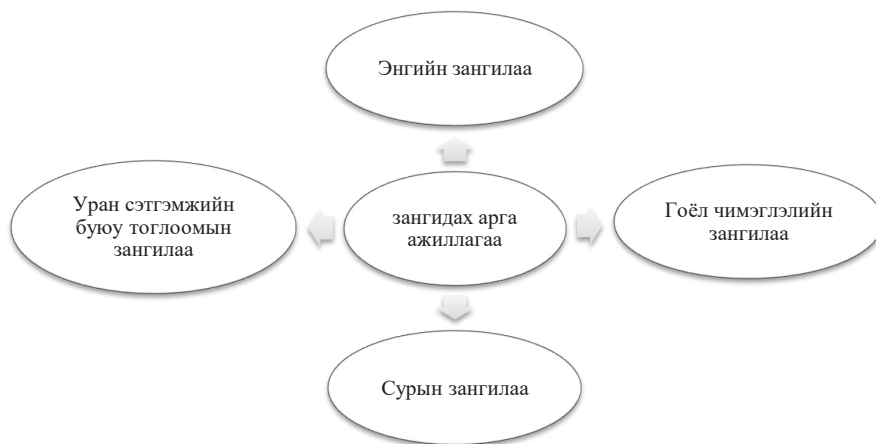 Энгийн зангилаа
Уран сэтгэмжийн
буюу тоглоомын
зангилаа
зангидах арга
ажиллагаа
Гоёл чимэглэлийн
зангилаа
Сурын зангилаа